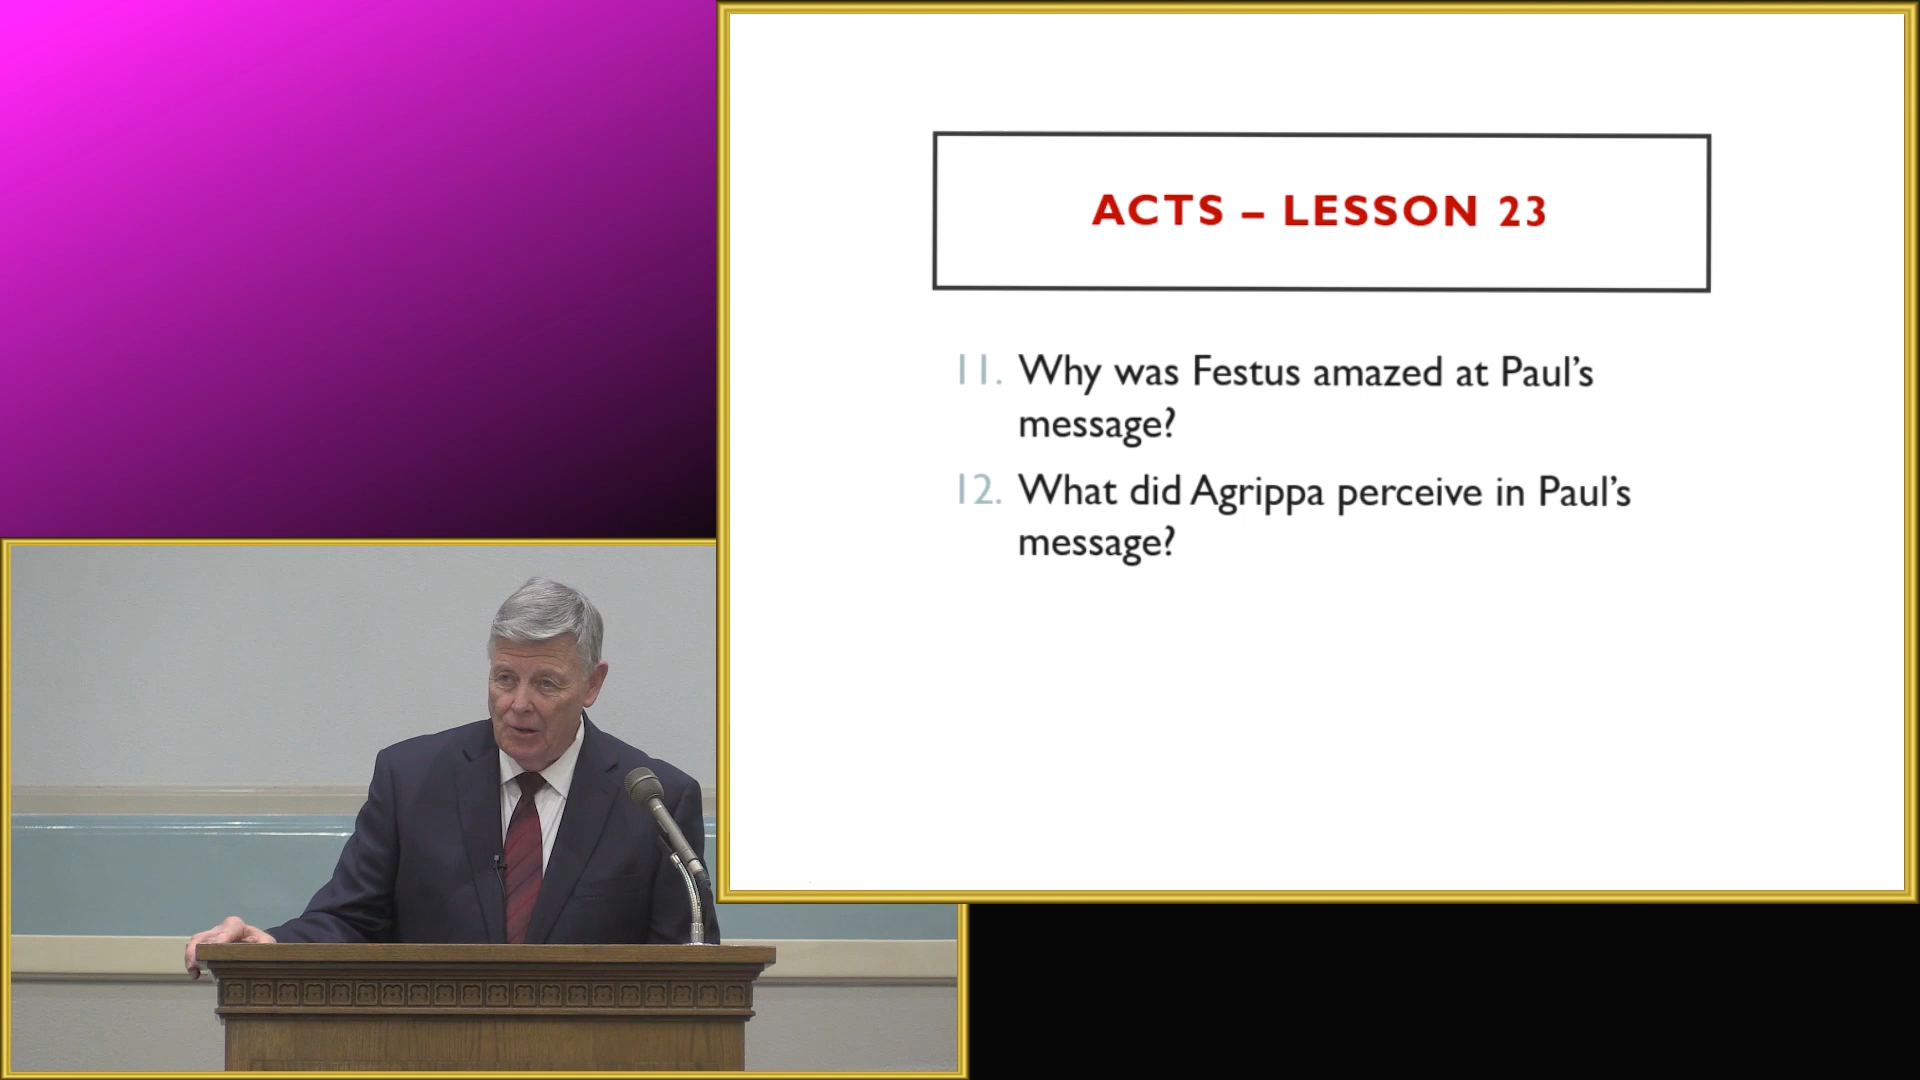 ACTS – LESSON 23
11. Why was Festus amazed at Paul’s
message?
12. What did Agrippa perceive in Paul’s
message?